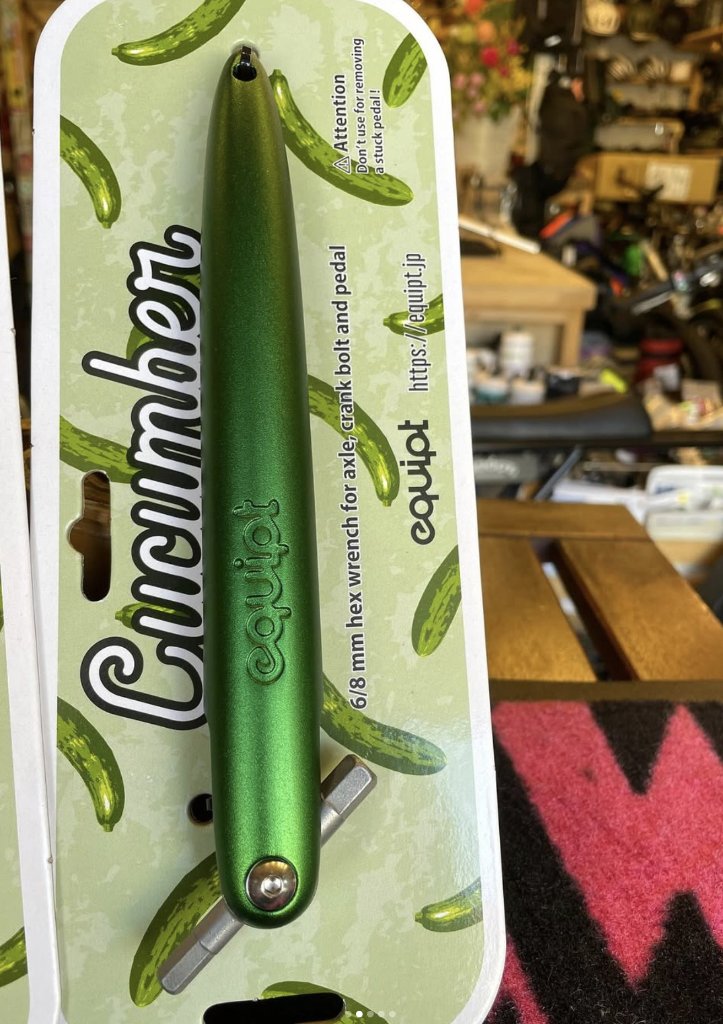 Cucumber
equipt
6/8 mm hex wrench for axle, crank bolt and pedal
⚠ Attention
Don't use for removing
a stuck pedal!
equipt
https://equipt.jp